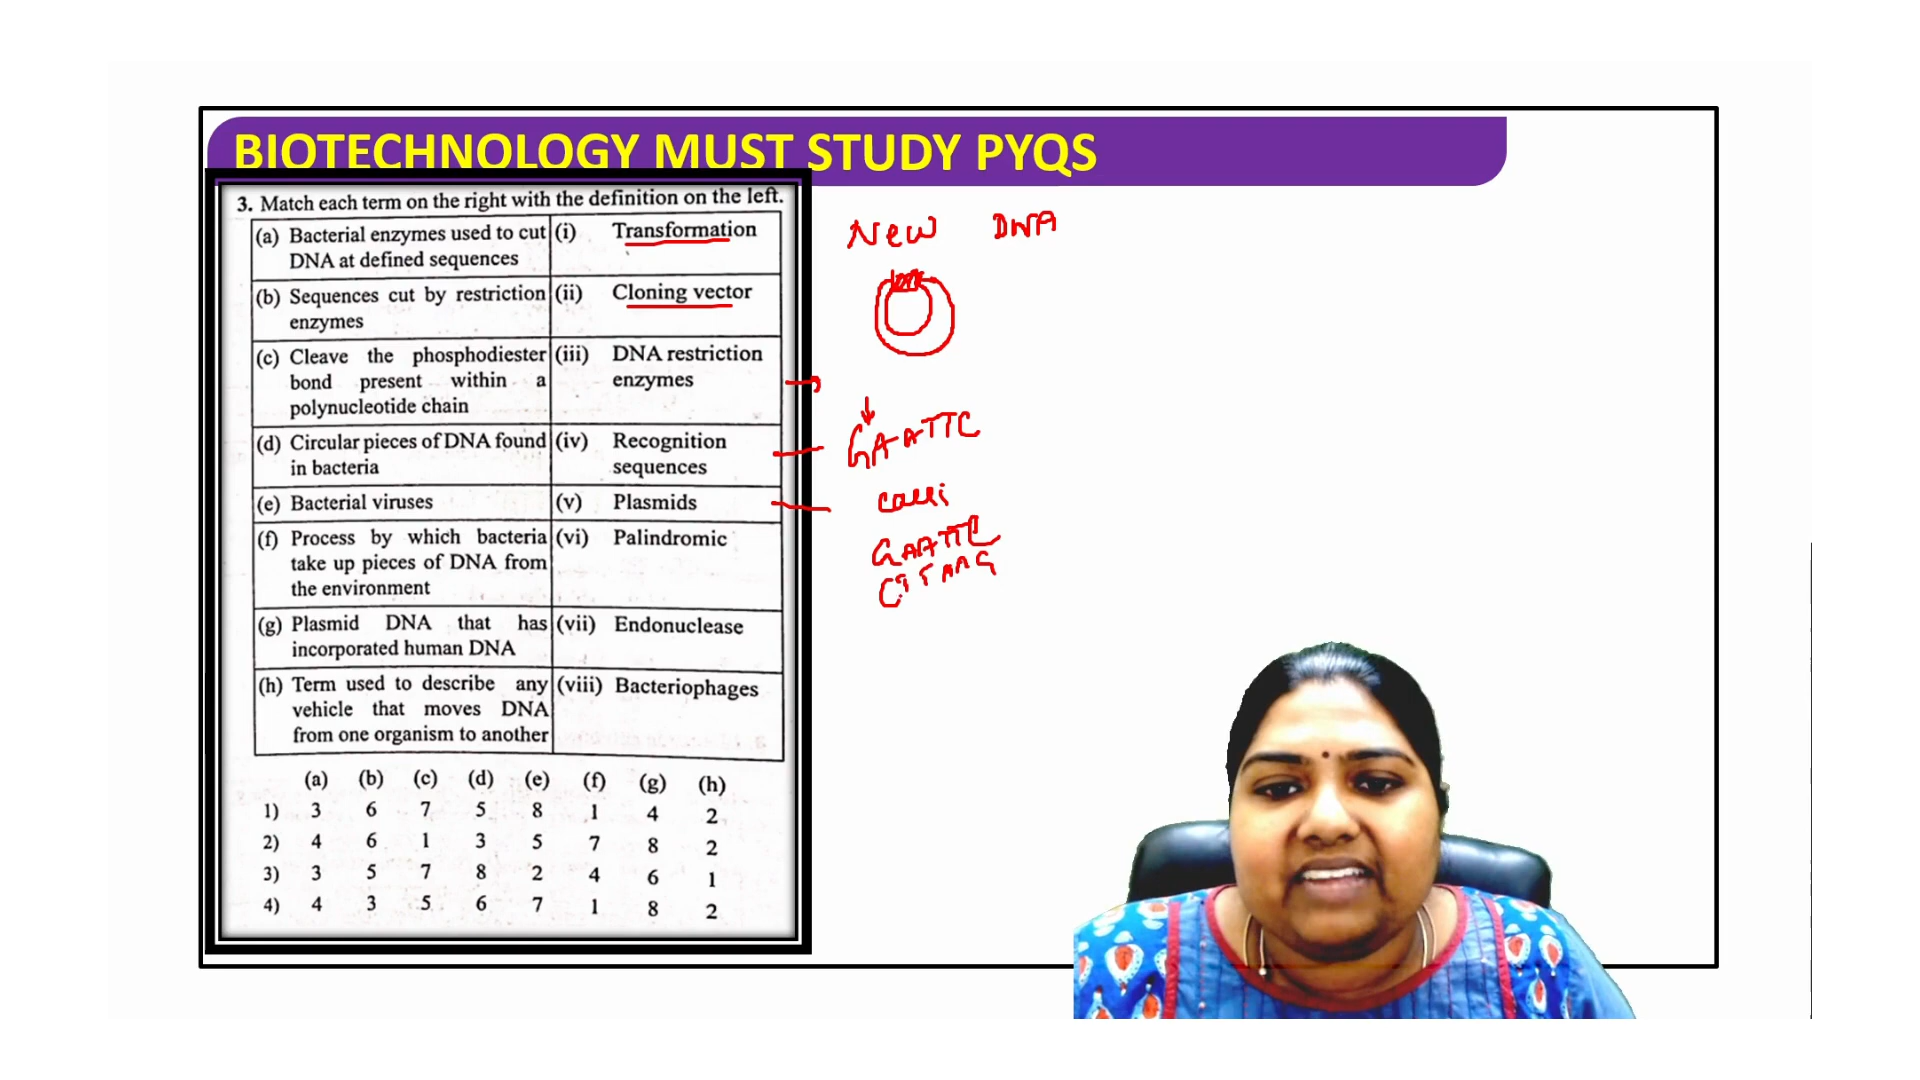 BIOTECHNOLOGY MUST STUDY PYQS
3. Match each term on the right with the definition on the left.
(a) Bacterial enzymes used to cut (i) Transformation
DNA at defined sequences
(b) Sequences cut by restriction (ii) Cloning vector
enzymes
(c) Cleave the phosphodiester (iii) DNA restriction
bond present within a enzymes
polynucleotide chain
(d) Circular pieces of DNA found (iv) Recognition
in bacteria sequences
(e) Bacterial viruses (v) Plasmids
(f) Process by which bacteria (vi) Palindromic
take up pieces of DNA from
the environment
(g) Plasmid DNA that has (vii) Endonuclease
incorporated human DNA
(h) Term used to describe any (viii) Bacteriophages
vehicle that moves DNA
from one organism to another
(a) (b) (c) (d) (e) (f) (g) (h)
1) 3 6 7 5 8 1 4 2
2) 4 6 1 3 5 7 8 2
3) 3 5 7 8 2 4 6 1
4) 4 3 5 6 7 1 8 2
New DNA
GAATTC
GAATTC